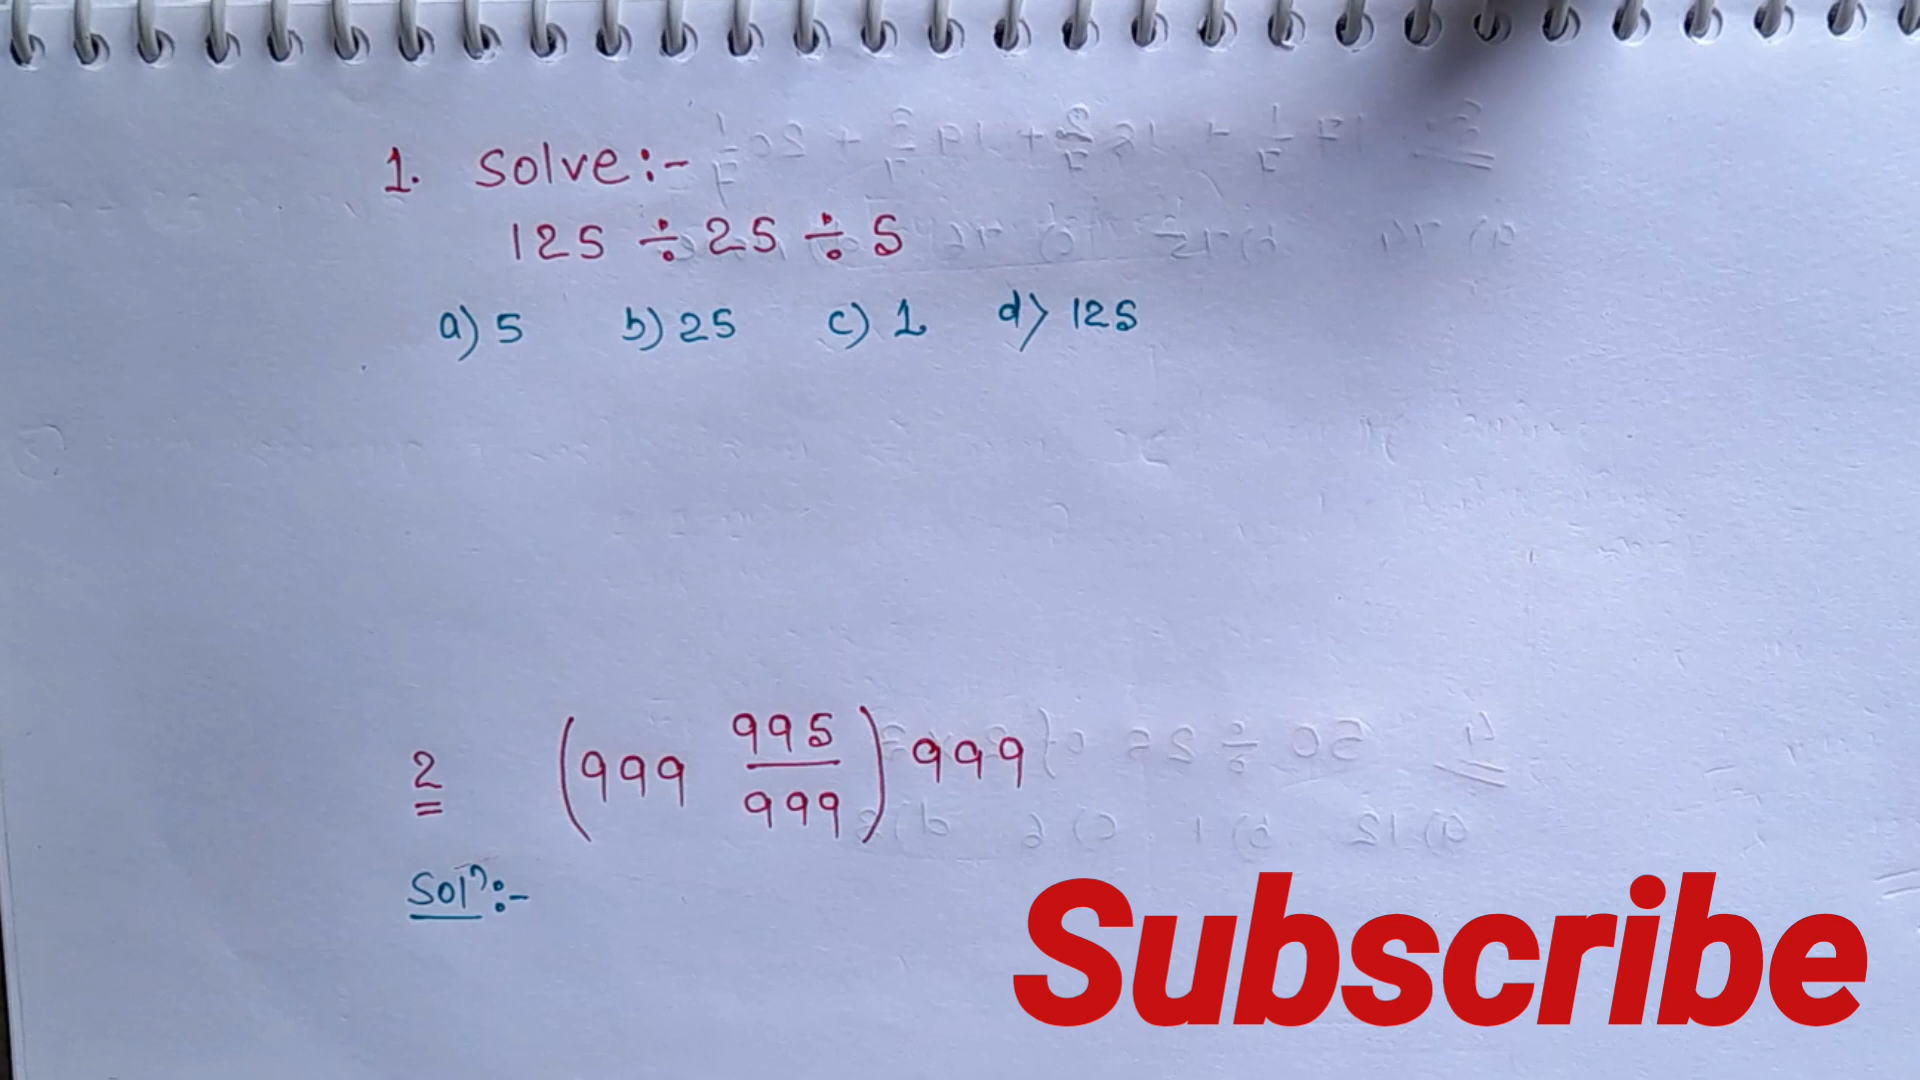 1. Solve:-
125 ÷ 25 ÷ 5
a) 5 b) 25 c) 1 d) 125
2 (999 995/999) 999
Solⁿ:-
Subscribe